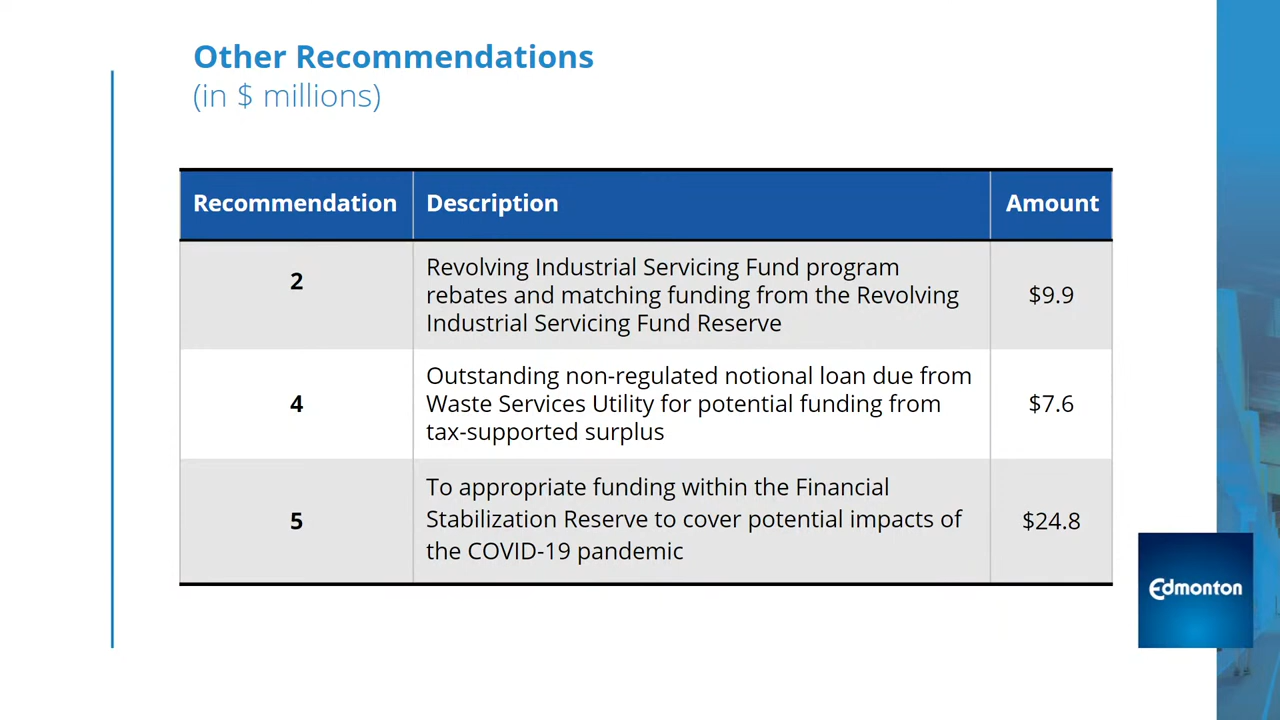 Other Recommendations
(in $ millions)
Recommendation Description Amount
2
Revolving Industrial Servicing Fund program
rebates and matching funding from the Revolving
Industrial Servicing Fund Reserve
$9.9
4
Outstanding non-regulated notional loan due from
Waste Services Utility for potential funding from
tax-supported surplus
$7.6
5
To appropriate funding within the Financial
Stabilization Reserve to cover potential impacts of
the COVID-19 pandemic
$24.8
Edmonton